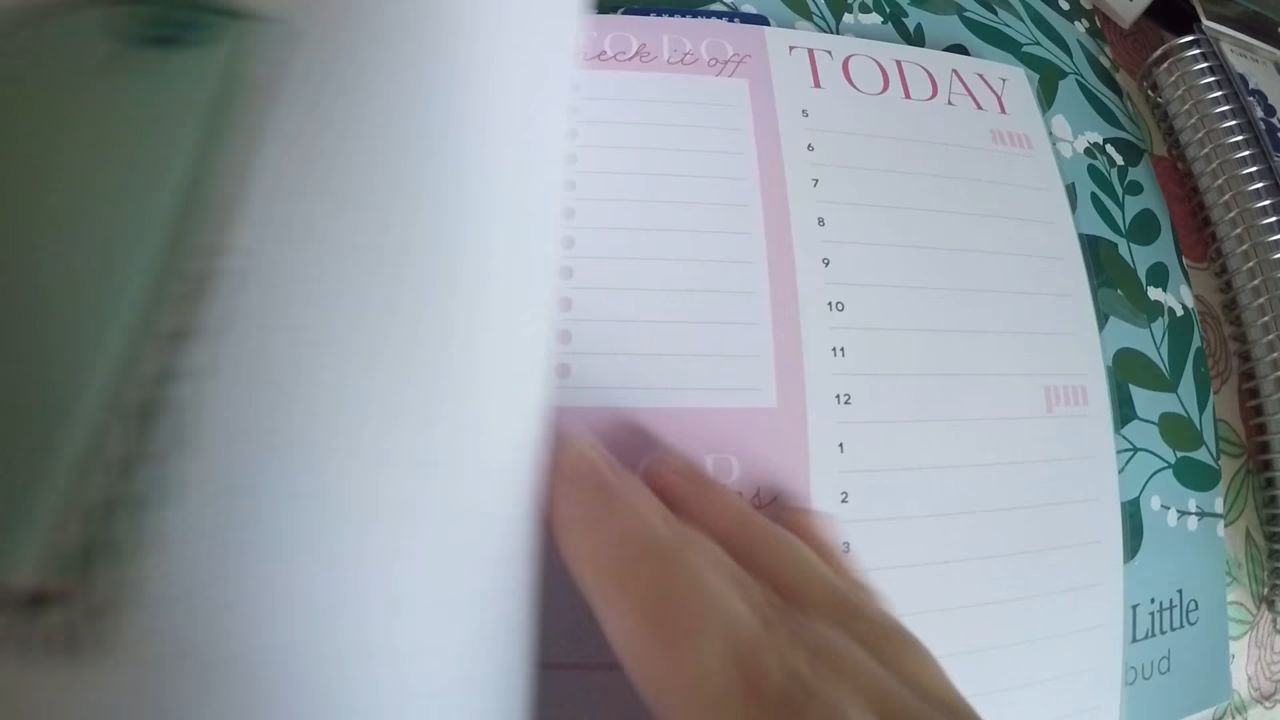 EXPENSES
TO DO
check it off
TODAY
5
am
6
7
8
9
10
11
12
pm
1
2
3
Little
bud